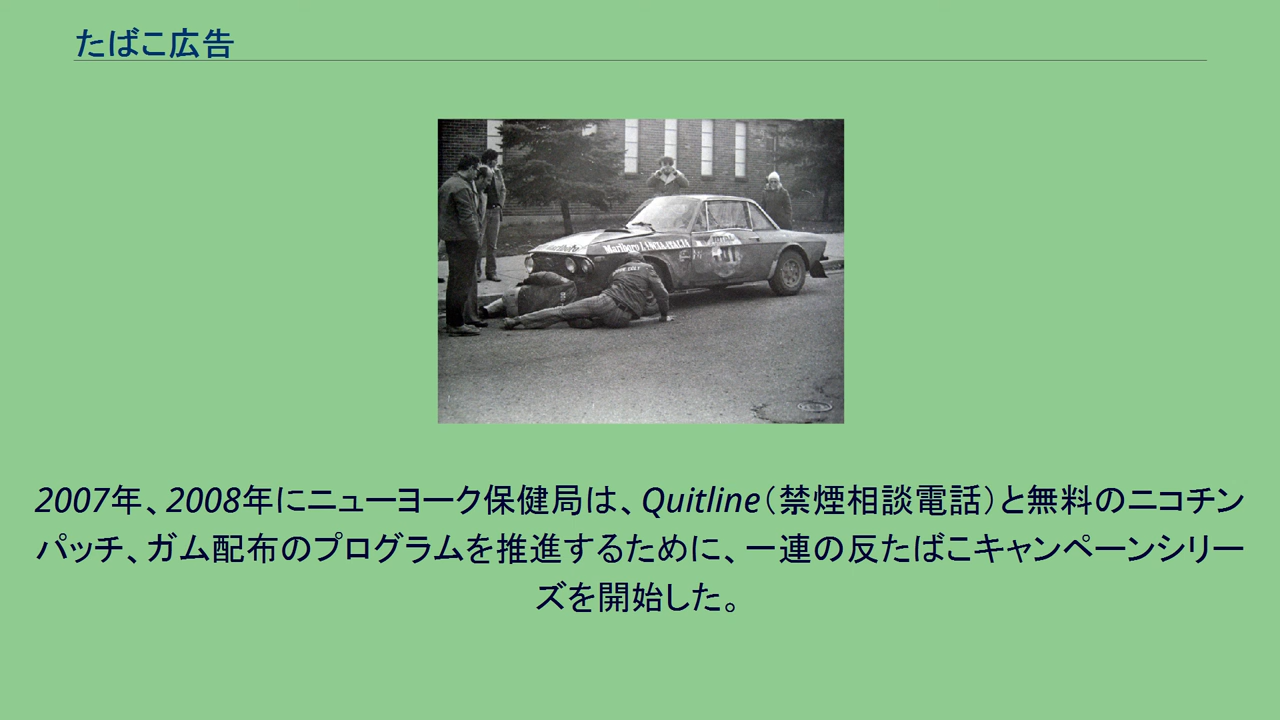 たばこ広告
Marlboro LANCIA-ITALIA
2007年、2008年にニューヨーク保健局は、Quitline（禁煙相談電話）と無料のニコチン
パッチ、ガム配布のプログラムを推進するために、一連の反たばこキャンペーンシリー
ズを開始した。